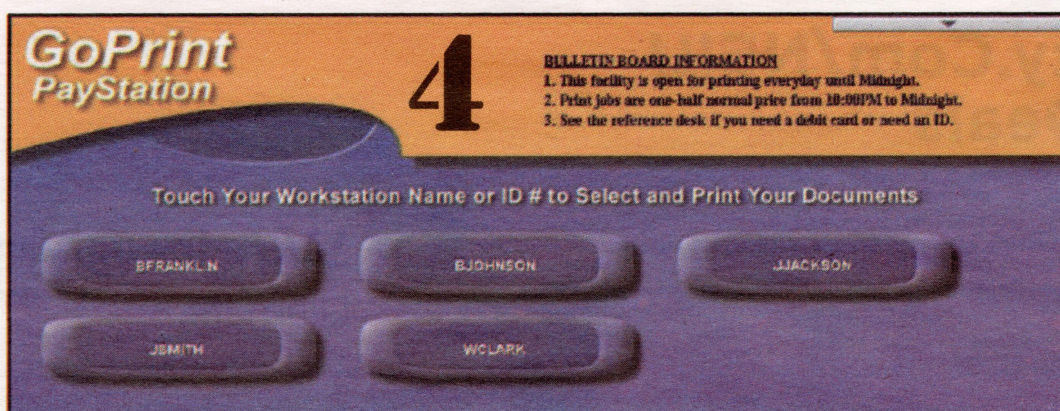 GoPrint
PayStation
4
BULLETIN BOARD INFORMATION
1. This facility is open for printing everyday until Midnight.
2. Print jobs are one-half normal price from 10:00PM to Midnight.
3. See the reference desk if you need a debit card or need an ID.
Touch Your Workstation Name or ID # to Select and Print Your Documents
BFRANKLIN
BJOHNSON
JJACKSON
JSMITH
WCLARK